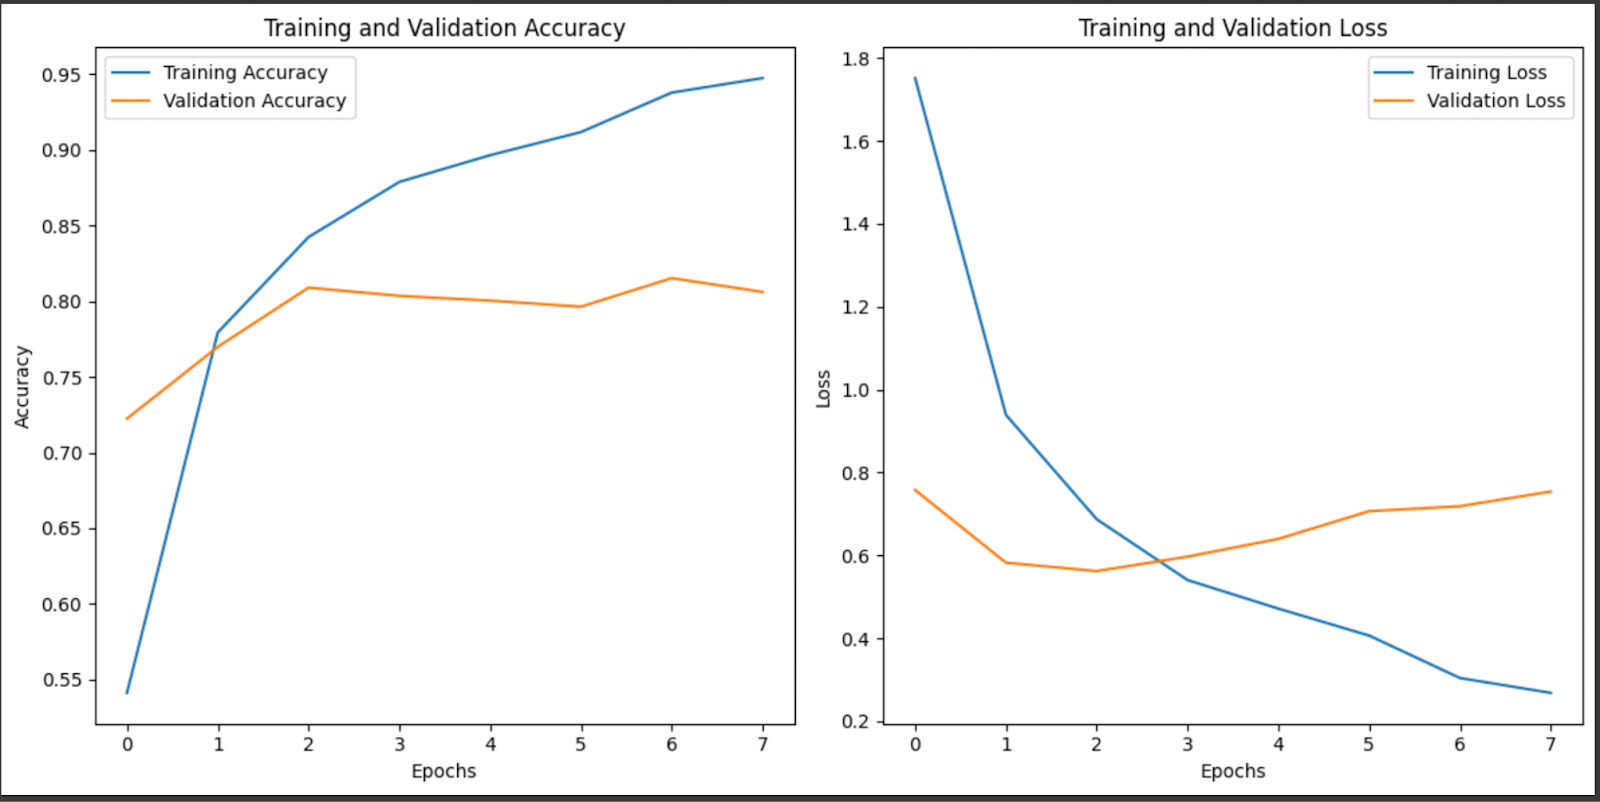 Training and Validation Accuracy
Training Accuracy
Validation Accuracy
0.95
0.90
0.85
0.80
0.75
0.70
0.65
0.60
0.55
Accuracy
0 1 2 3 4 5 6 7
Epochs
Training and Validation Loss
Training Loss
Validation Loss
1.8
1.6
1.4
1.2
1.0
0.8
0.6
0.4
0.2
Loss
0 1 2 3 4 5 6 7
Epochs